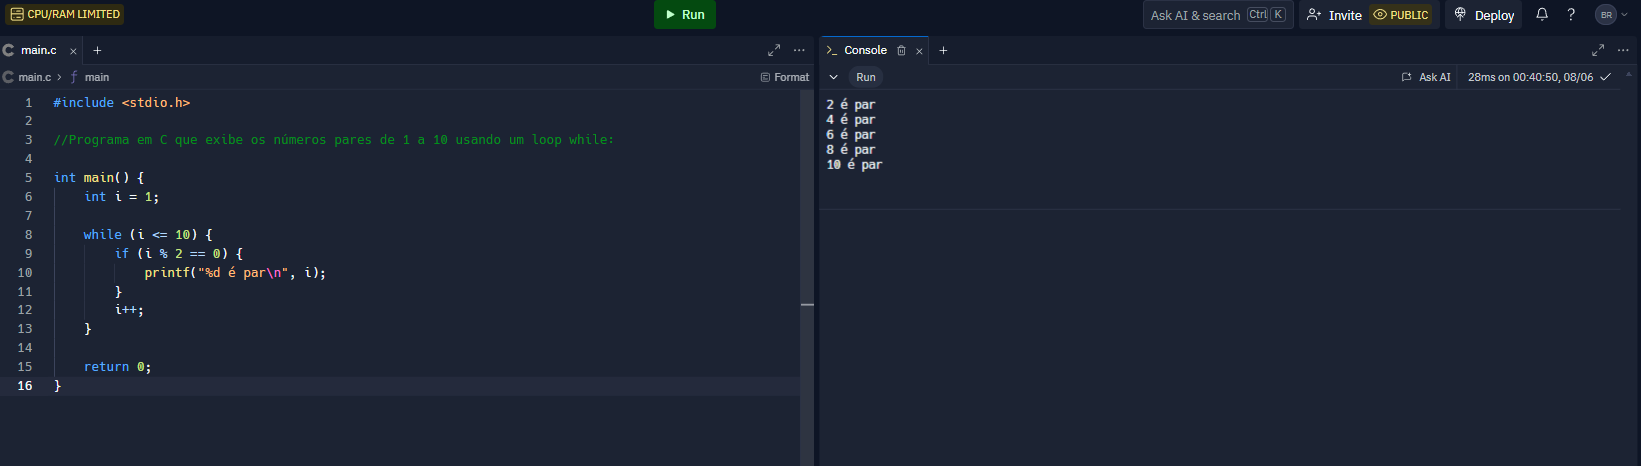 CPU/RAM LIMITED
Run
Ask AI & search Ctrl K
Invite
PUBLIC
Deploy
BR
main.c
main.c > main
Format
1 #include <stdio.h>
2
3 //Programa em C que exibe os números pares de 1 a 10 usando um loop while:
4
5 int main() {
6 int i = 1;
7
8 while (i <= 10) {
9 if (i % 2 == 0) {
10 printf("%d é par\n", i);
11 }
12 i++;
13 }
14
15 return 0;
16 }
Console
Run
Ask AI
28ms on 00:40:50, 08/06
2 é par
4 é par
6 é par
8 é par
10 é par